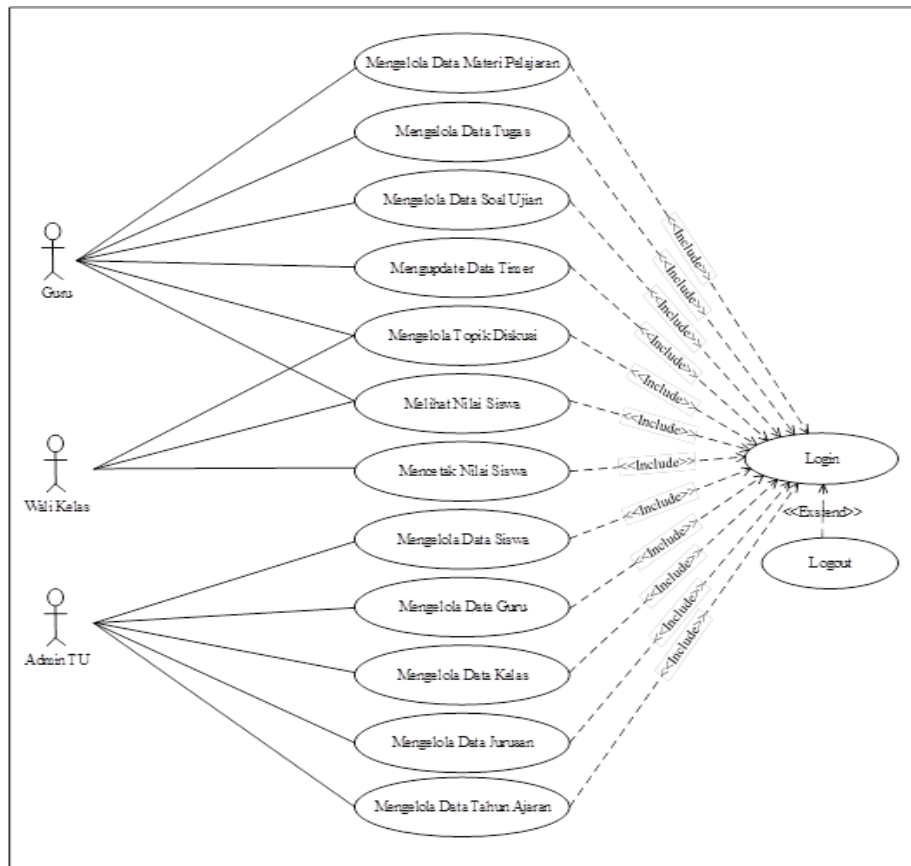 Mengelola Data Materi Pelajaran
Mengelola Data Tugas
Mengelola Data Soal Ujian
Mengupdate Data Timer
Mengelola Topik Diskusi
Melihat Nilai Siswa
Mencetak Nilai Siswa
Mengelola Data Siswa
Mengelola Data Guru
Mengelola Data Kelas
Mengelola Data Jurusan
Mengelola Data Tahun Ajaran
Guru
Wali Kelas
Admin TU
<<Include>>
<<Include>>
<<Include>>
<<Include>>
<<Include>>
<<Include>>
<<Include>>
<<Include>>
<<Include>>
<<Include>>
<<Include>>
<<Include>>
Login
<<Exstend>>
Logout